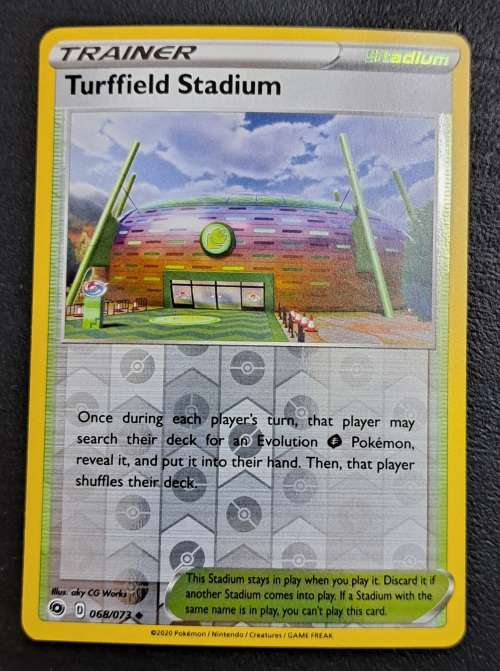 TRAINER Stadium
Turffield Stadium
Once during each player's turn, that player may
search their deck for an Evolution Pokémon,
reveal it, and put it into their hand. Then, that player
shuffles their deck.
Illus. aky CG Works
This Stadium stays in play when you play it. Discard it if
another Stadium comes into play. If a Stadium with the
same name is in play, you can't play this card.
D 068/073
©2020 Pokémon / Nintendo / Creatures / GAME FREAK